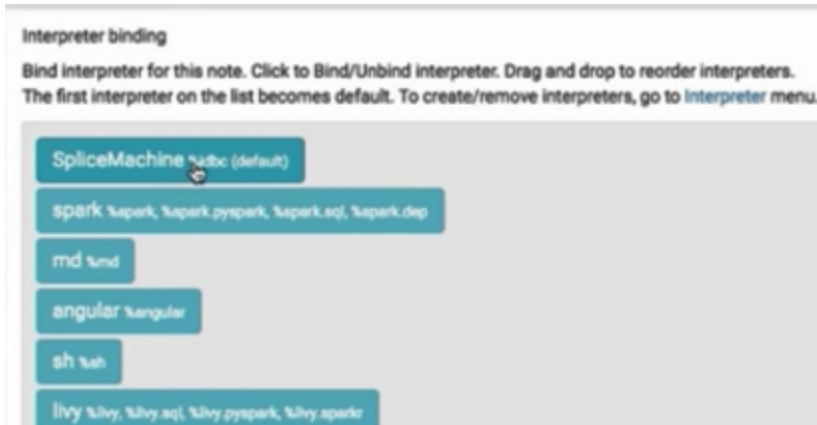 Interpreter binding
Bind interpreter for this note. Click to Bind/Unbind interpreter. Drag and drop to reorder interpreters.
The first interpreter on the list becomes default. To create/remove interpreters, go to Interpreter menu.
SpliceMachine %jdbc (default)
spark %spark, %spark.pyspark, %spark.sql, %spark.dep
md %md
angular %angular
sh %sh
livy %livy, %livy.sql, %livy.pyspark, %livy.sparkr